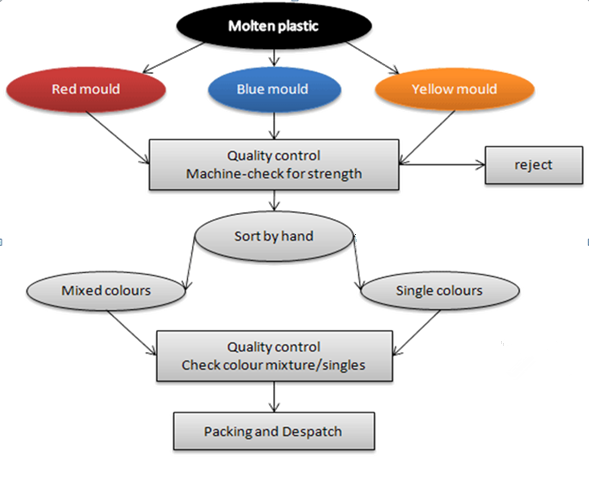 Molten plastic
Red mould
Blue mould
Yellow mould
Quality control
Machine-check for strength
reject
Sort by hand
Mixed colours
Single colours
Quality control
Check colour mixture/singles
Packing and Despatch